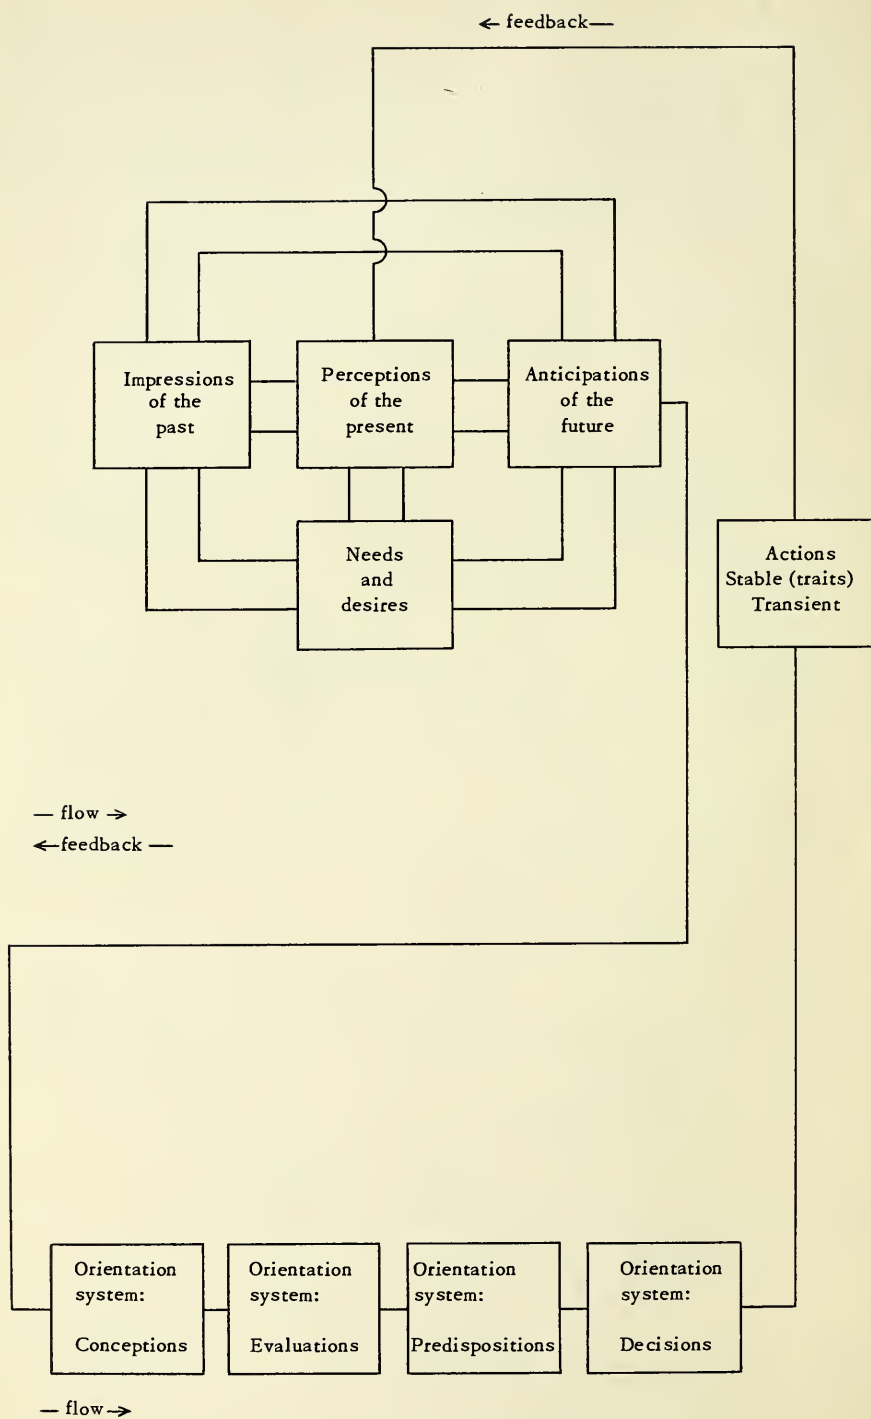 ← feedback—
Impressions
of the
past
Perceptions
of the
present
Anticipations
of the
future
Needs
and
desires
Actions
Stable (traits)
Transient
— flow →
←feedback —
Orientation
system:
Conceptions
Orientation
system:
Evaluations
Orientation
system:
Predispositions
Orientation
system:
Decisions
— flow→